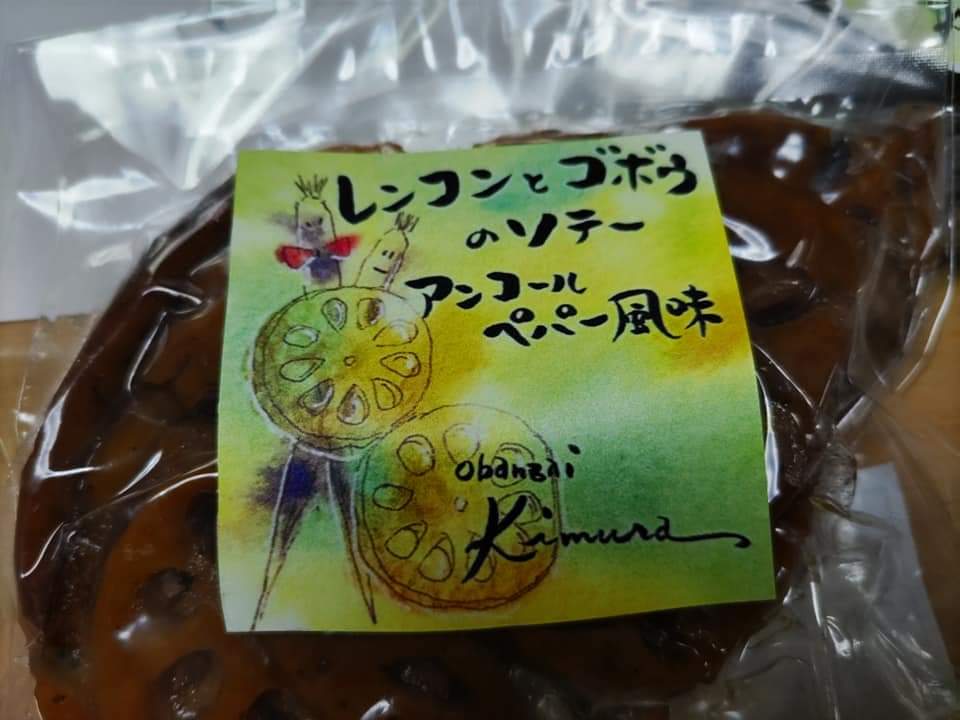 レンコンとゴボウ
のソテー
アンコール
ペパー風味
obanzai
Kimura